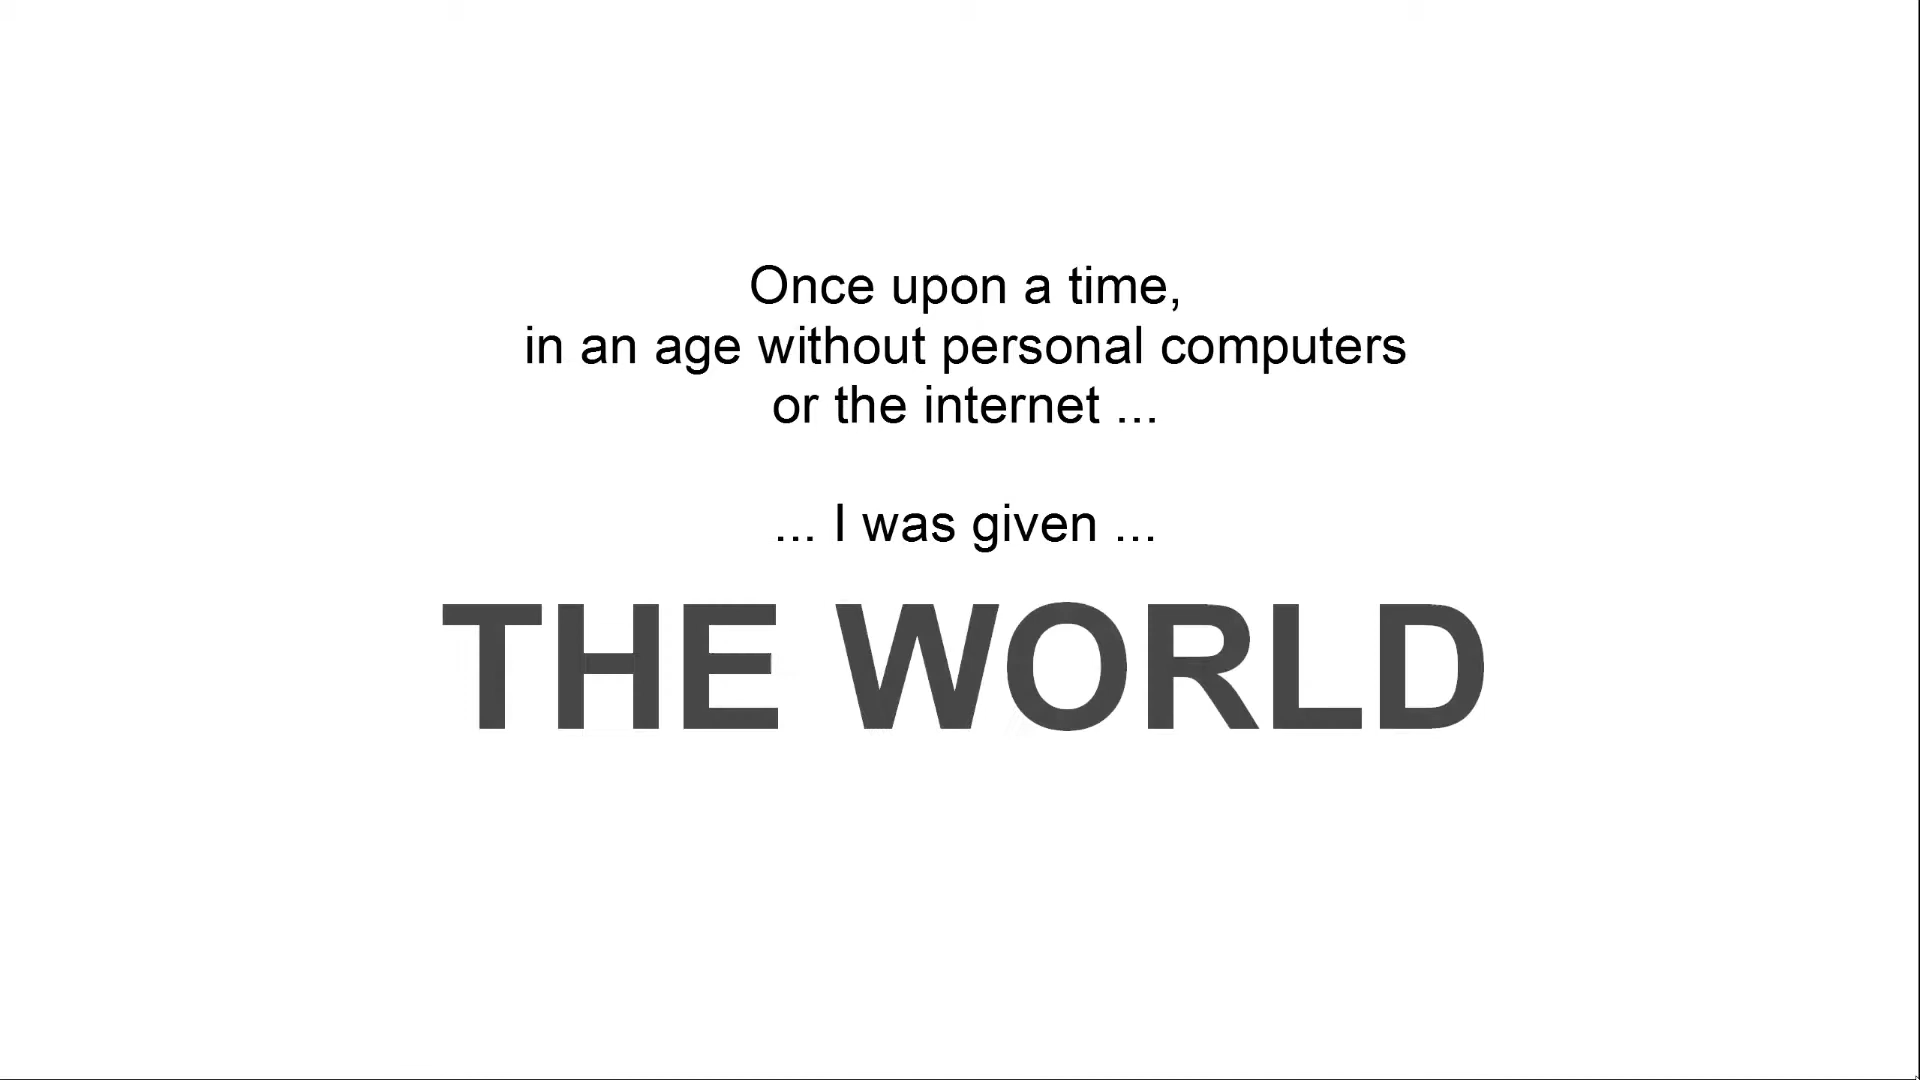 Once upon a time,
in an age without personal computers
or the internet ...
... I was given ...
THE WORLD